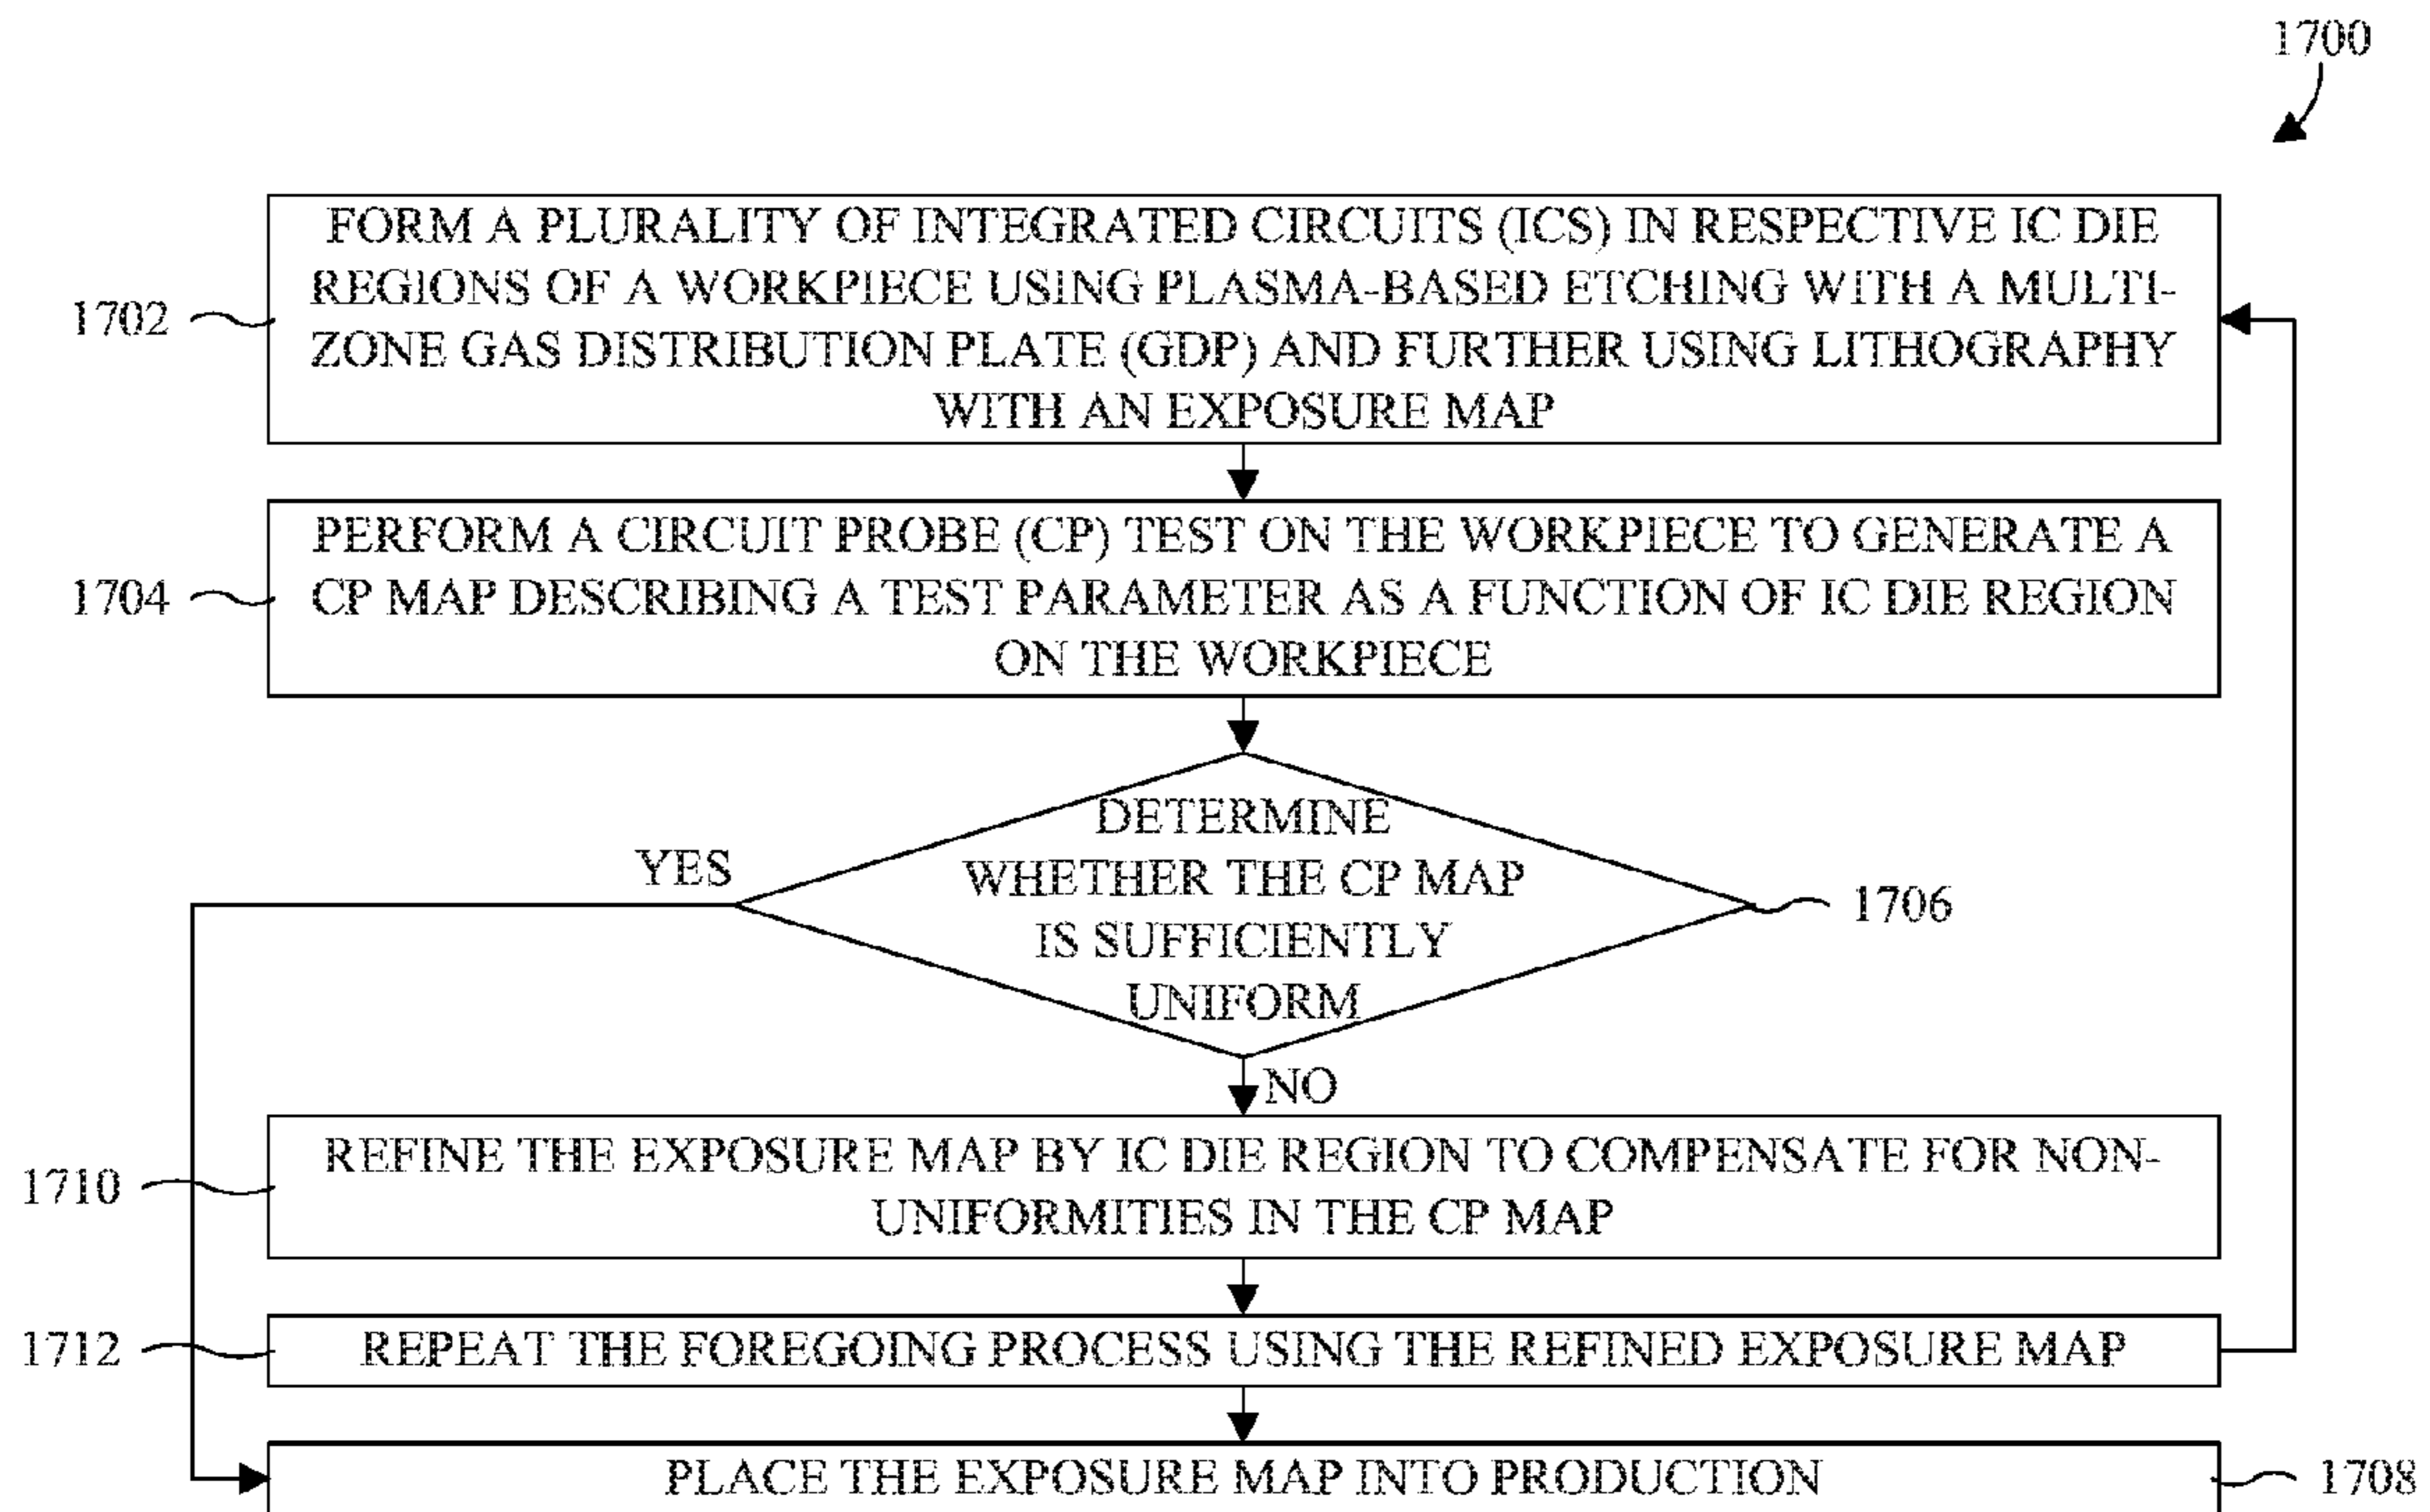 1700
FORM A PLURALITY OF INTEGRATED CIRCUITS (ICS) IN RESPECTIVE IC DIE
REGIONS OF A WORKPIECE USING PLASMA-BASED ETCHING WITH A MULTI-
ZONE GAS DISTRIBUTION PLATE (GDP) AND FURTHER USING LITHOGRAPHY
WITH AN EXPOSURE MAP
1702
PERFORM A CIRCUIT PROBE (CP) TEST ON THE WORKPIECE TO GENERATE A
CP MAP DESCRIBING A TEST PARAMETER AS A FUNCTION OF IC DIE REGION
ON THE WORKPIECE
1704
DETERMINE
WHETHER THE CP MAP
IS SUFFICIENTLY
UNIFORM
1706
YES
NO
REFINE THE EXPOSURE MAP BY IC DIE REGION TO COMPENSATE FOR NON-
UNIFORMITIES IN THE CP MAP
1710
REPEAT THE FOREGOING PROCESS USING THE REFINED EXPOSURE MAP
1712
PLACE THE EXPOSURE MAP INTO PRODUCTION
1708